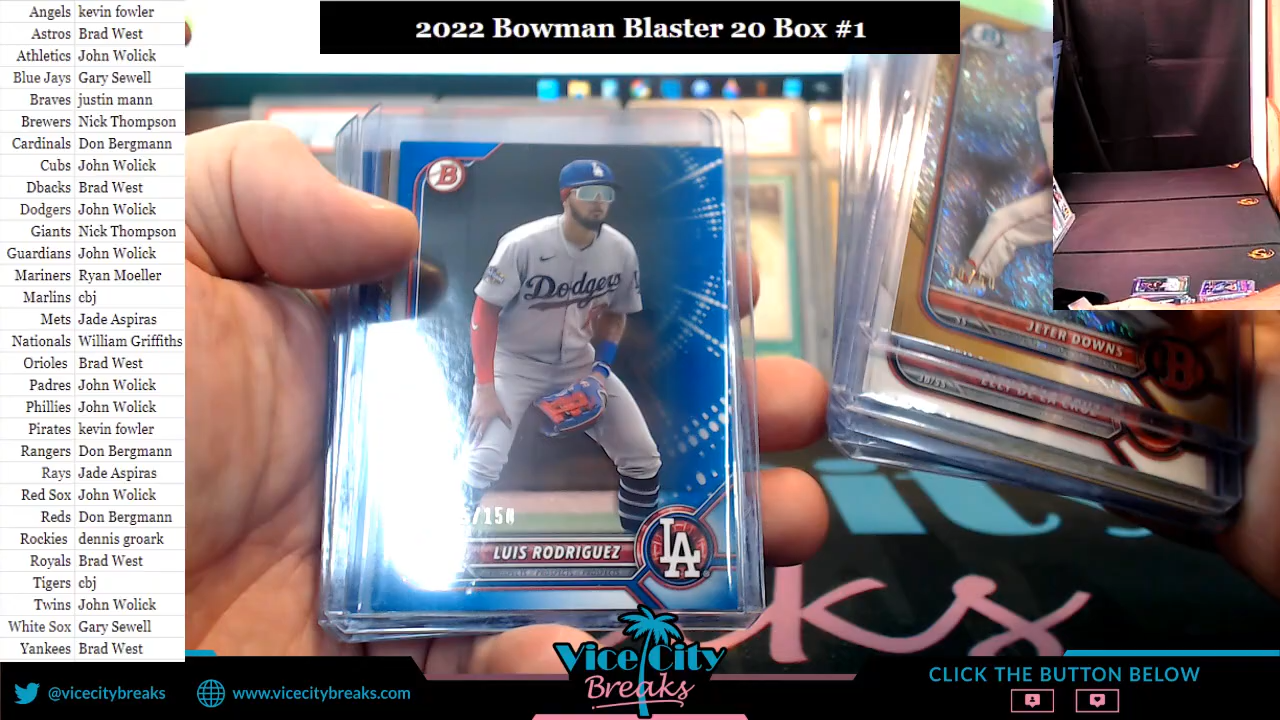 2022 Bowman Blaster 20 Box #1
Angels kevin fowler
Astros Brad West
Athletics John Wolick
Blue Jays Gary Sewell
Braves justin mann
Brewers Nick Thompson
Cardinals Don Bergmann
Cubs John Wolick
Dbacks Brad West
Dodgers John Wolick
Giants Nick Thompson
Guardians John Wolick
Mariners Ryan Moeller
Marlins cbj
Mets Jade Aspiras
Nationals William Griffiths
Orioles Brad West
Padres John Wolick
Phillies John Wolick
Pirates kevin fowler
Rangers Don Bergmann
Rays Jade Aspiras
Red Sox John Wolick
Reds Don Bergmann
Rockies dennis groark
Royals Brad West
Tigers cbj
Twins John Wolick
White Sox Gary Sewell
Yankees Brad West
B
Dodgers
/150
LUIS RODRIGUEZ
LA
JETER DOWNS
B
ELLY DE LA CRUZ
Vice City
Breaks
@vicecitybreaks
www.vicecitybreaks.com
CLICK THE BUTTON BELOW